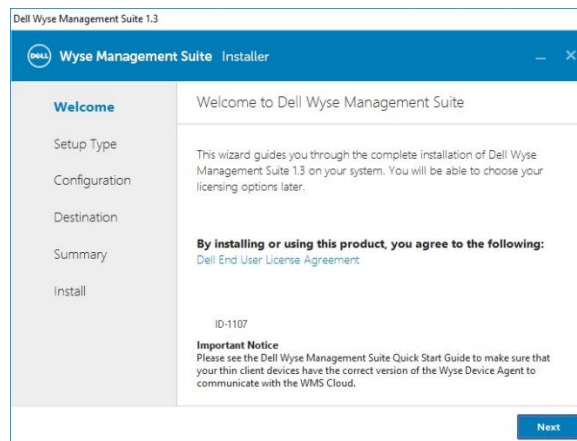 Dell Wyse Management Suite 1.3
DELL Wyse Management Suite Installer
Welcome
Setup Type
Configuration
Destination
Summary
Install
Welcome to Dell Wyse Management Suite
This wizard guides you through the complete installation of Dell Wyse
Management Suite 1.3 on your system. You will be able to choose your
licensing options later.
By installing or using this product, you agree to the following:
Dell End User License Agreement
ID-1107
Important Notice
Please see the Dell Wyse Management Suite Quick Start Guide to make sure that
your thin client devices have the correct version of the Wyse Device Agent to
communicate with the WMS Cloud.
Next